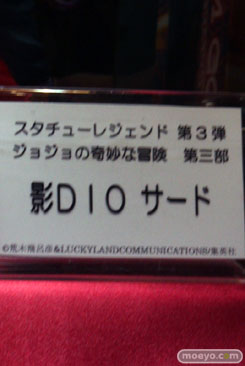 スタチューレジェンド 第３弾
ジョジョの奇妙な冒険　第三部
影ＤＩＯ サード
©荒木飛呂彦&LUCKYLANDCOMMUNICATIONS/集英社
moeyo.com